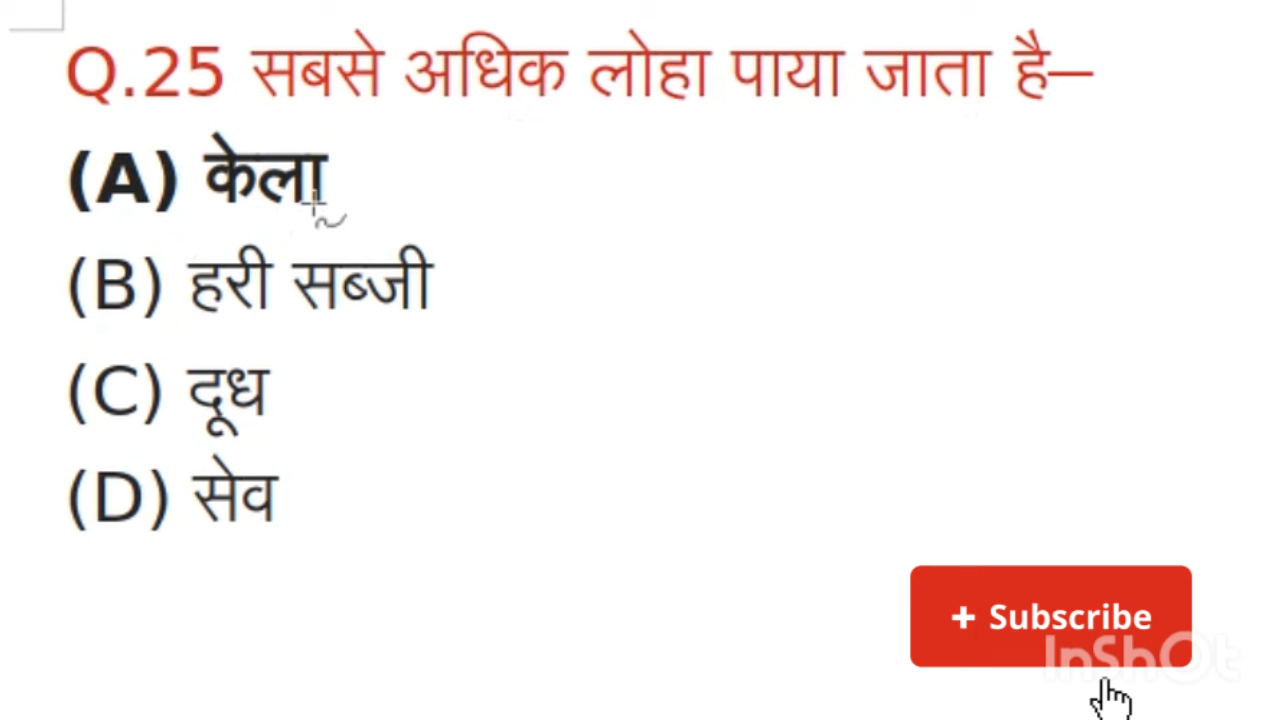 Q.25 सबसे अधिक लोहा पाया जाता है–
(A) केला
(B) हरी सब्जी
(C) दूध
(D) सेव
+ Subscribe
InShOt